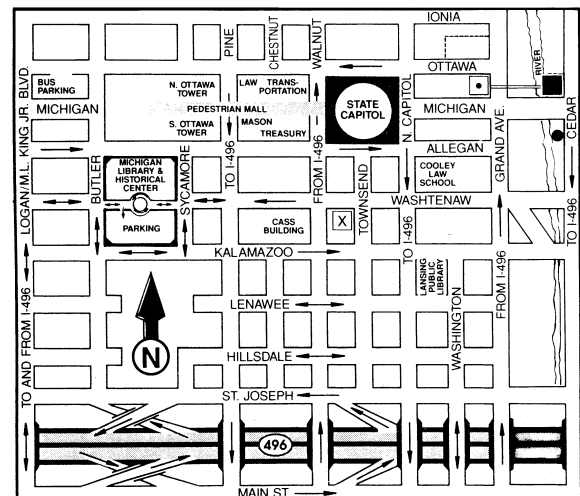 IONIA
PINE
CHESTNUT
WALNUT
OTTAWA
RIVER
BUS
PARKING
N. OTTAWA
TOWER
LAW TRANS-
PORTATION
STATE
CAPITOL
N. CAPITOL
MICHIGAN
PEDESTRIAN MALL
MICHIGAN
S. OTTAWA
TOWER
MASON
TREASURY
ALLEGAN
GRAND AVE.
CEDAR
LOGAN/M.L. KING JR. BLVD.
BUTLER
MICHIGAN
LIBRARY &
HISTORICAL
CENTER
SYCAMORE
TO I-496
FROM I-496
COOLEY
LAW
SCHOOL
WASHTENAW
TOWNSEND
PARKING
CASS
BUILDING
X
TO I-496
TO I-496
KALAMAZOO
LANSING
PUBLIC
LIBRARY
LENAWEE
WASHINGTON
FROM I-496
TO AND FROM I-496
N
HILLSDALE
ST. JOSEPH
496
MAIN ST.